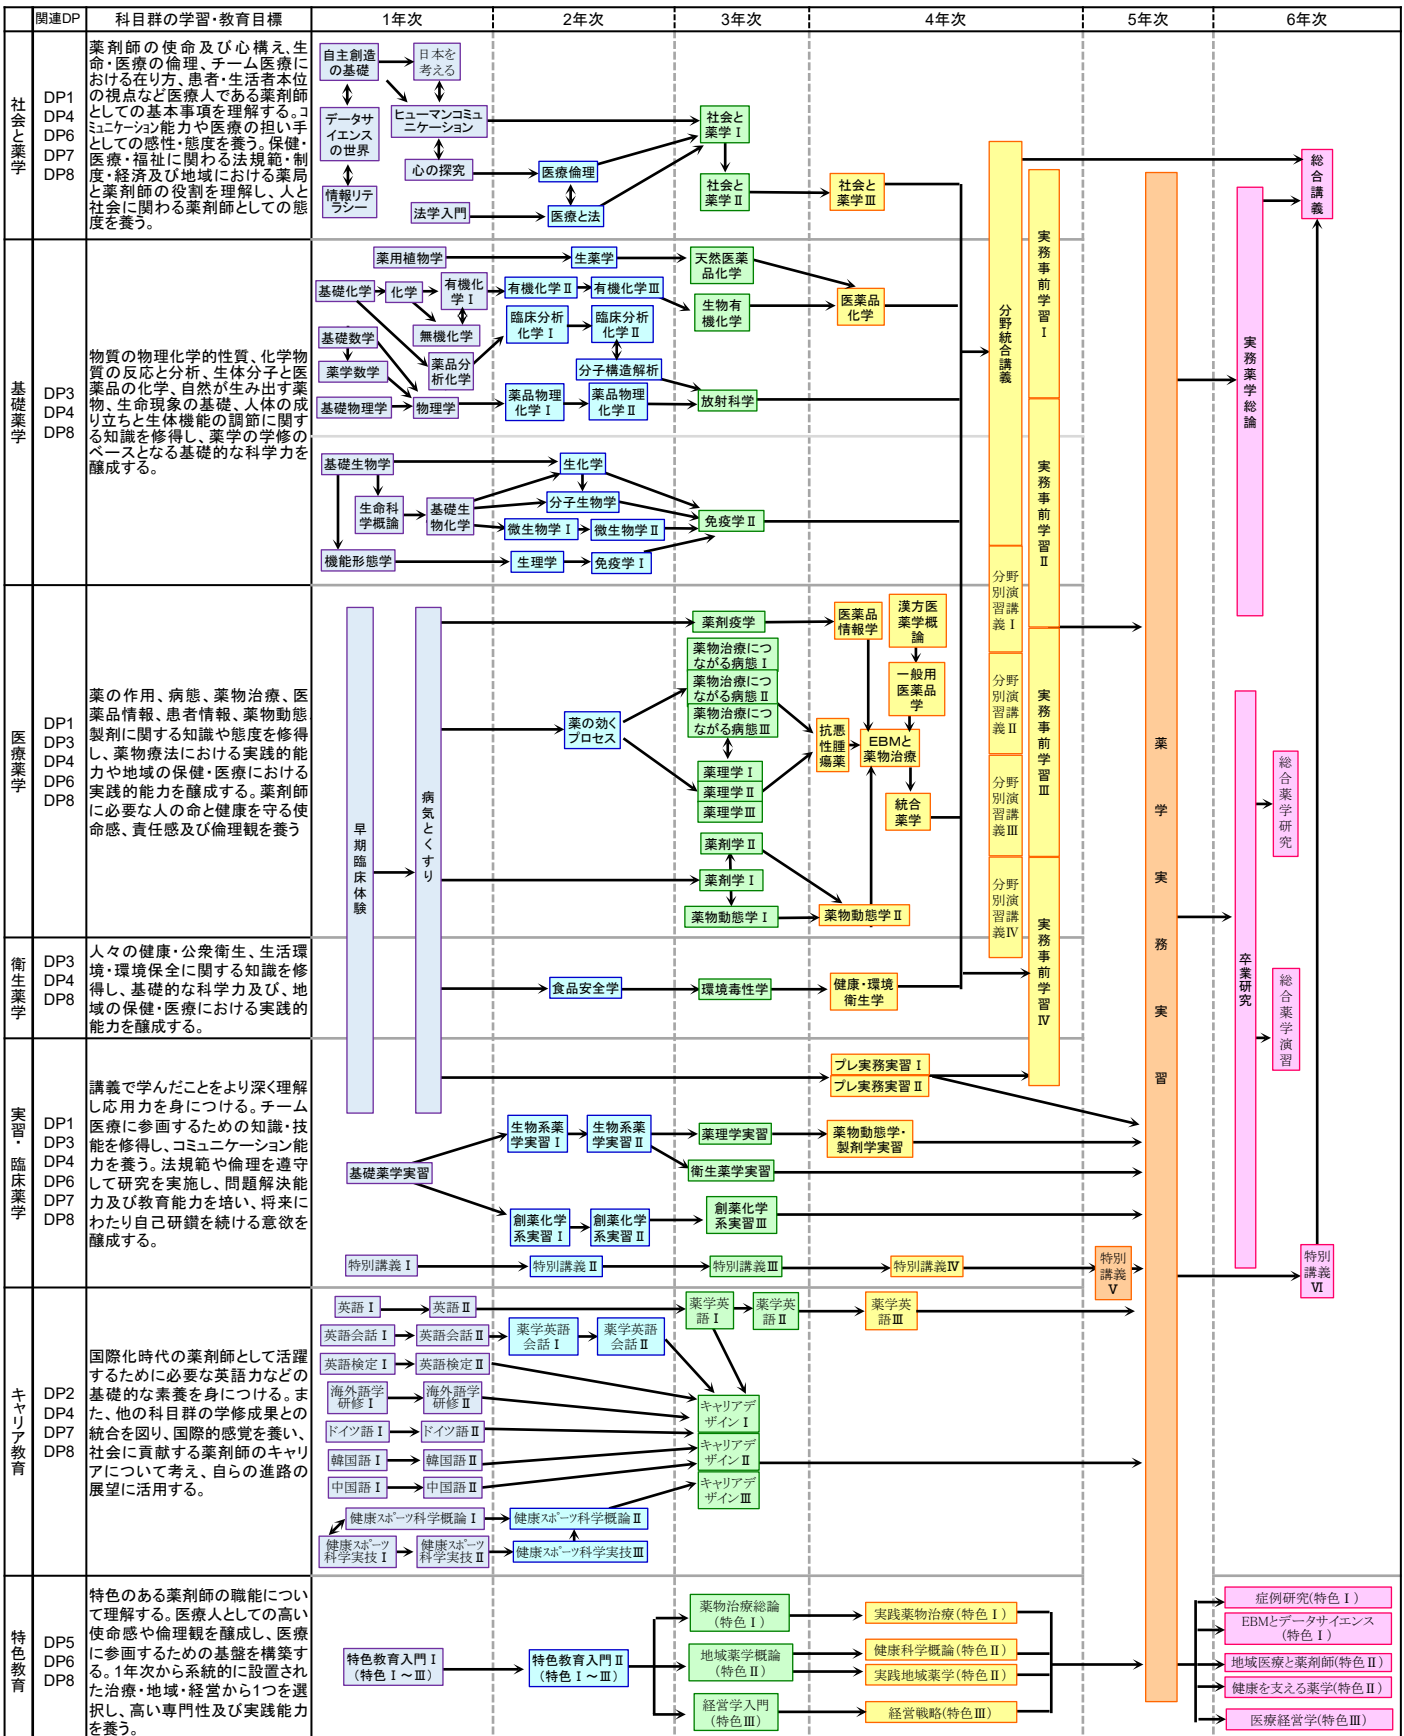 関連DP
科目群の学習・教育目標
1年次
2年次
3年次
4年次
5年次
6年次
社会と薬学
DP1
DP4
DP6
DP7
DP8
薬剤師の使命及び心構え、生
命・医療の倫理、チーム医療に
おける在り方、患者・生活者本位
の視点など医療人である薬剤師
としての基本事項を理解する。コ
ミュニケーション能力や医療の担い手
としての感性・態度を養う。保健・
医療・福祉に関わる法規範・制
度・経済及び地域における薬局
と薬剤師の役割を理解し、人と
社会に関わる薬剤師としての態
度を養う。
自主創造
の基礎
日本を
考える
データサ
イエンス
の世界
ヒューマンコミュ
ニケーション
心の探究
情報リテ
ラシー
法学入門
医療倫理
医療と法
社会と
薬学Ⅰ
社会と
薬学Ⅱ
社会と
薬学Ⅲ
基礎薬学
DP3
DP4
DP8
物質の物理化学的性質、化学物
質の反応と分析、生体分子と医
薬品の化学、自然が生み出す薬
物、生命現象の基礎、人体の成
り立ちと生体機能の調節に関す
る知識を修得し、薬学の学修の
ベースとなる基礎的な科学力を
醸成する。
薬用植物学
生薬学
天然医薬
品化学
基礎化学
化学
有機化
学Ⅰ
有機化学Ⅱ
有機化学Ⅲ
生物有
機化学
医薬品
化学
無機化学
臨床分析
化学Ⅰ
臨床分析
化学Ⅱ
基礎数学
薬学数学
薬品分
析化学
分子構造解析
基礎物理学
物理学
薬品物理
化学Ⅰ
薬品物理
化学Ⅱ
放射科学
基礎生物学
生化学
生命科
学概論
基礎生
物化学
分子生物学
微生物学Ⅰ
微生物学Ⅱ
免疫学Ⅱ
機能形態学
生理学
免疫学Ⅰ
医療薬学
DP1
DP3
DP4
DP6
DP8
薬の作用、病態、薬物治療、医
薬品情報、患者情報、薬物動態
製剤に関する知識や態度を修得
し、薬物療法における実践的能
力や地域の保健・医療における
実践的能力を醸成する。薬剤師
に必要な人の命と健康を守る使
命感、責任感及び倫理観を養う
早期臨床体験
病気とくすり
薬の効く
プロセス
薬剤疫学
薬物治療につ
ながる病態Ⅰ
薬物治療につ
ながる病態Ⅱ
薬物治療につ
ながる病態Ⅲ
薬理学Ⅰ
薬理学Ⅱ
薬理学Ⅲ
薬剤学Ⅱ
薬剤学Ⅰ
薬物動態学Ⅰ
医薬品
情報学
漢方医
薬学概
論
一般用
医薬品
学
抗悪
性腫
瘍薬
EBMと
薬物治療
統合
薬学
薬物動態学Ⅱ
分野統合講義
分野
別演
習講
義Ⅰ
分野
別演
習講
義Ⅱ
分野
別演
習講
義Ⅲ
分野
別演
習講
義Ⅳ
実務事前学習Ⅰ
実務事前学習Ⅱ
実務事前学習Ⅲ
実務事前学習Ⅳ
薬学実務実習
実務薬学総論
総合講義
卒業研究
総合薬学研究
総合薬学演習
衛生薬学
DP3
DP4
DP8
人々の健康・公衆衛生、生活環
境・環境保全に関する知識を修
得し、基礎的な科学力及び、地
域の保健・医療における実践的
能力を醸成する。
食品安全学
環境毒性学
健康・環境
衛生学
実習・臨床薬学
DP1
DP3
DP4
DP6
DP7
DP8
講義で学んだことをより深く理解
し応用力を身につける。チーム
医療に参画するための知識・技
能を修得し、コミュニケーション能
力を養う。法規範や倫理を遵守
して研究を実施し、問題解決能
力及び教育能力を培い、将来に
わたり自己研鑽を続ける意欲を
醸成する。
プレ実務実習Ⅰ
プレ実務実習Ⅱ
基礎薬学実習
生物系薬
学実習Ⅰ
生物系薬
学実習Ⅱ
薬理学実習
薬物動態学・
製剤学実習
衛生薬学実習
創薬化学
系実習Ⅰ
創薬化学
系実習Ⅱ
創薬化学
系実習Ⅲ
特別講義Ⅰ
特別講義Ⅱ
特別講義Ⅲ
特別講義Ⅳ
特別
講義
Ⅴ
特別
講義
Ⅵ
キャリア教育
DP2
DP4
DP7
DP8
国際化時代の薬剤師として活躍
するために必要な英語力などの
基礎的な素養を身につける。ま
た、他の科目群の学修成果との
統合を図り、国際的感覚を養い、
社会に貢献する薬剤師のキャリ
アについて考え、自らの進路の
展望に活用する。
英語Ⅰ
英語Ⅱ
薬学英
語Ⅰ
薬学英
語Ⅱ
薬学英
語Ⅲ
英語会話Ⅰ
英語会話Ⅱ
薬学英語
会話Ⅰ
薬学英語
会話Ⅱ
英語検定Ⅰ
英語検定Ⅱ
海外語学
研修Ⅰ
海外語学
研修Ⅱ
ドイツ語Ⅰ
ドイツ語Ⅱ
韓国語Ⅰ
韓国語Ⅱ
中国語Ⅰ
中国語Ⅱ
キャリアデ
ザインⅠ
キャリアデ
ザインⅡ
キャリアデ
ザインⅢ
健康スポーツ科学概論Ⅰ
健康スポーツ科学概論Ⅱ
健康スポーツ
科学実技Ⅰ
健康スポーツ
科学実技Ⅱ
健康スポーツ科学実技Ⅲ
特色教育
DP5
DP6
DP8
特色のある薬剤師の職能につい
て理解する。医療人としての高い
使命感や倫理観を醸成し、医療
に参画するための基盤を構築す
る。1年次から系統的に設置され
た治療・地域・経営から1つを選
択し、高い専門性及び実践能力
を養う。
特色教育入門Ⅰ
(特色Ⅰ～Ⅲ)
特色教育入門Ⅱ
(特色Ⅰ～Ⅲ)
薬物治療総論
(特色Ⅰ)
地域薬学概論
(特色Ⅱ)
経営学入門
(特色Ⅲ)
実践薬物治療(特色Ⅰ)
健康科学概論(特色Ⅱ)
実践地域薬学(特色Ⅱ)
経営戦略(特色Ⅲ)
症例研究(特色Ⅰ)
EBMとデータサイエンス
(特色Ⅰ)
地域医療と薬剤師(特色Ⅱ)
健康を支える薬学(特色Ⅱ)
医療経営学(特色Ⅲ)